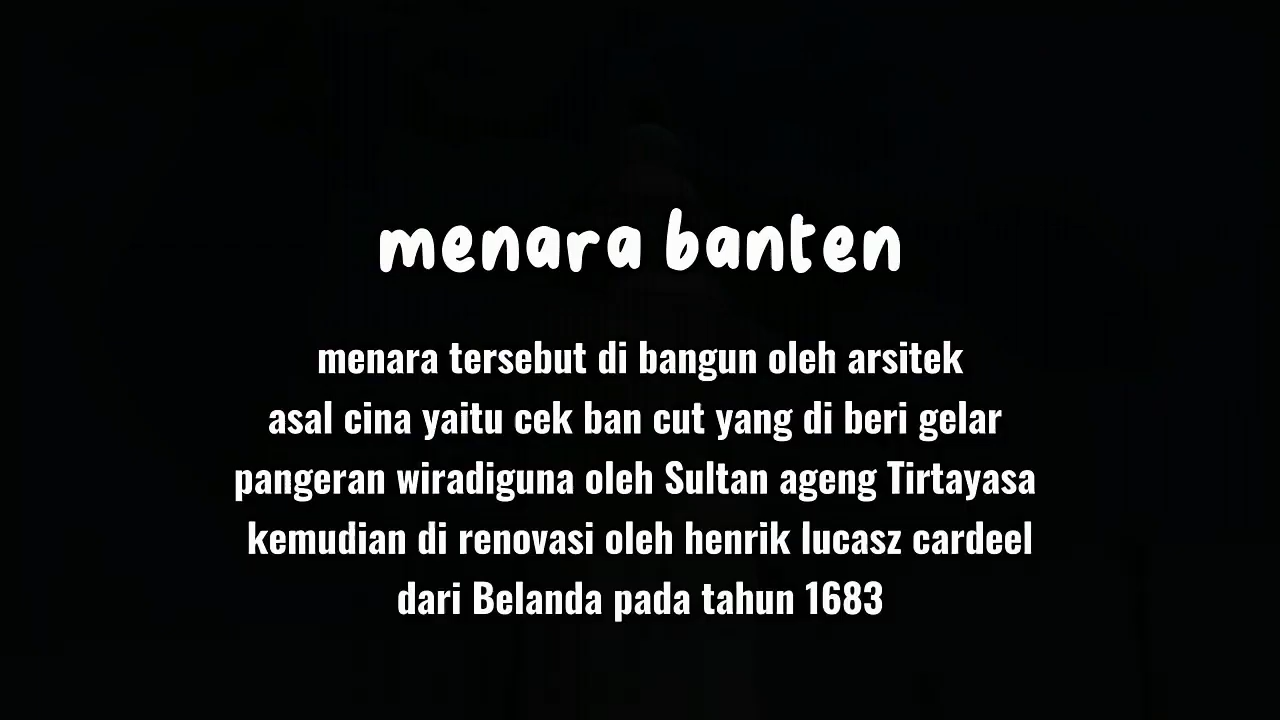 menara banten
menara tersebut di bangun oleh arsitek
asal cina yaitu cek ban cut yang di beri gelar
pangeran wiradiguna oleh Sultan ageng Tirtayasa
kemudian di renovasi oleh henrik lucasz cardeel
dari Belanda pada tahun 1683